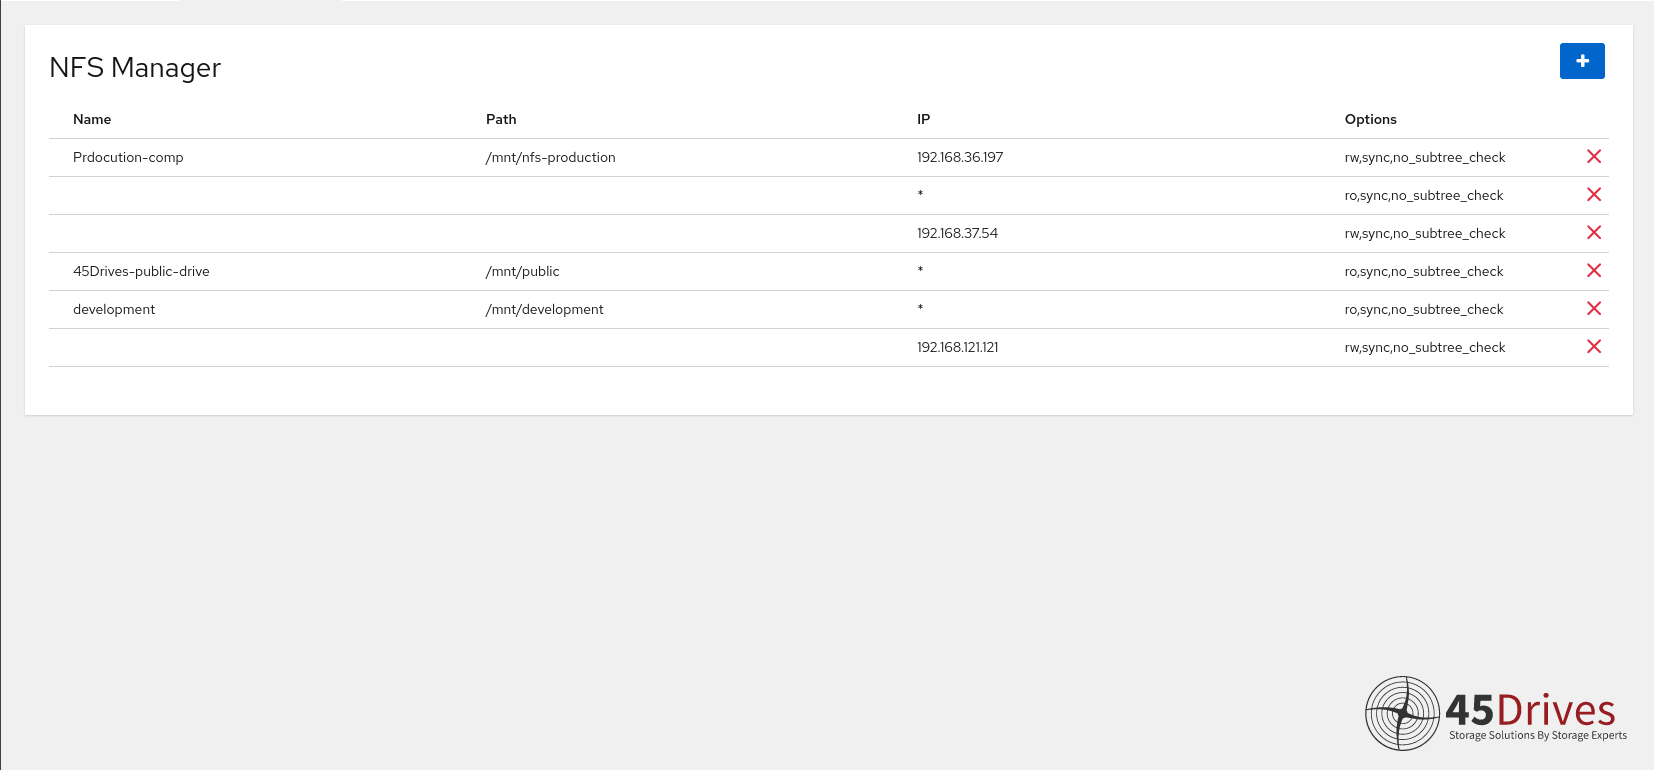 NFS Manager
Name Path IP Options
Prdocution-comp /mnt/nfs-production 192.168.36.197 rw,sync,no_subtree_check
* ro,sync,no_subtree_check
192.168.37.54 rw,sync,no_subtree_check
45Drives-public-drive /mnt/public * ro,sync,no_subtree_check
development /mnt/development * ro,sync,no_subtree_check
192.168.121.121 rw,sync,no_subtree_check
45Drives
Storage Solutions By Storage Experts